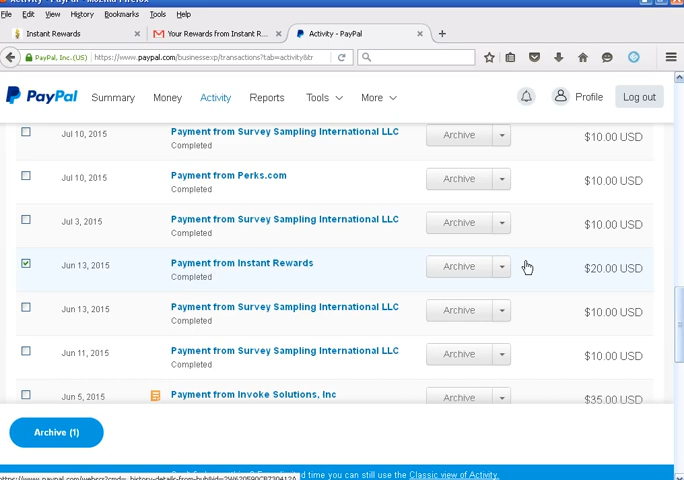 Activity - PayPal - Mozilla Firefox
File Edit View History Bookmarks Tools Help
Instant Rewards × Your Rewards from Instant R... × Activity - PayPal × +
PayPal, Inc. (US) https://www.paypal.com/businessexp/transactions?tab=activity&tr Search
PayPal Summary Money Activity Reports Tools More Profile Log out
Jul 10, 2015 Payment from Survey Sampling International LLC Archive $10.00 USD
Completed
Jul 10, 2015 Payment from Perks.com Archive $10.00 USD
Completed
Jul 3, 2015 Payment from Survey Sampling International LLC Archive $10.00 USD
Completed
Jun 13, 2015 Payment from Instant Rewards Archive $20.00 USD
Completed
Jun 13, 2015 Payment from Survey Sampling International LLC Archive $10.00 USD
Completed
Jun 11, 2015 Payment from Survey Sampling International LLC Archive $10.00 USD
Completed
Jun 5, 2015 Payment from Invoke Solutions, Inc Archive $35.00 USD
Archive (1)
time you can still use the Classic view of Activity.